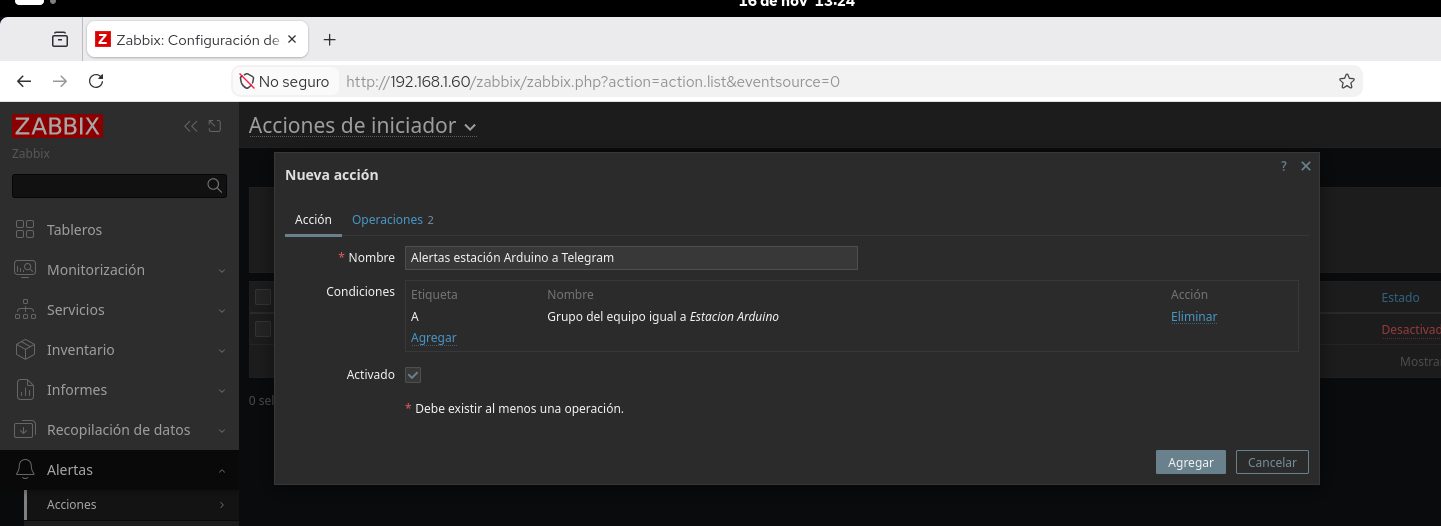 16 de nov 13:24
Zabbix: Configuración de
No seguro
http://192.168.1.60/zabbix/zabbix.php?action=action.list&eventsource=0
ZABBIX
Zabbix
Acciones de iniciador
Nueva acción
?
Acción
Operaciones 2
* Nombre
Alertas estación Arduino a Telegram
Condiciones
Etiqueta Nombre Acción
A Grupo del equipo igual a Estacion Arduino Eliminar
Agregar
Activado
* Debe existir al menos una operación.
Agregar Cancelar
Tableros
Monitorización
Servicios
Inventario
Informes
Recopilación de datos
Alertas
Acciones
Estado
Desactivad
Mostra
0 sel